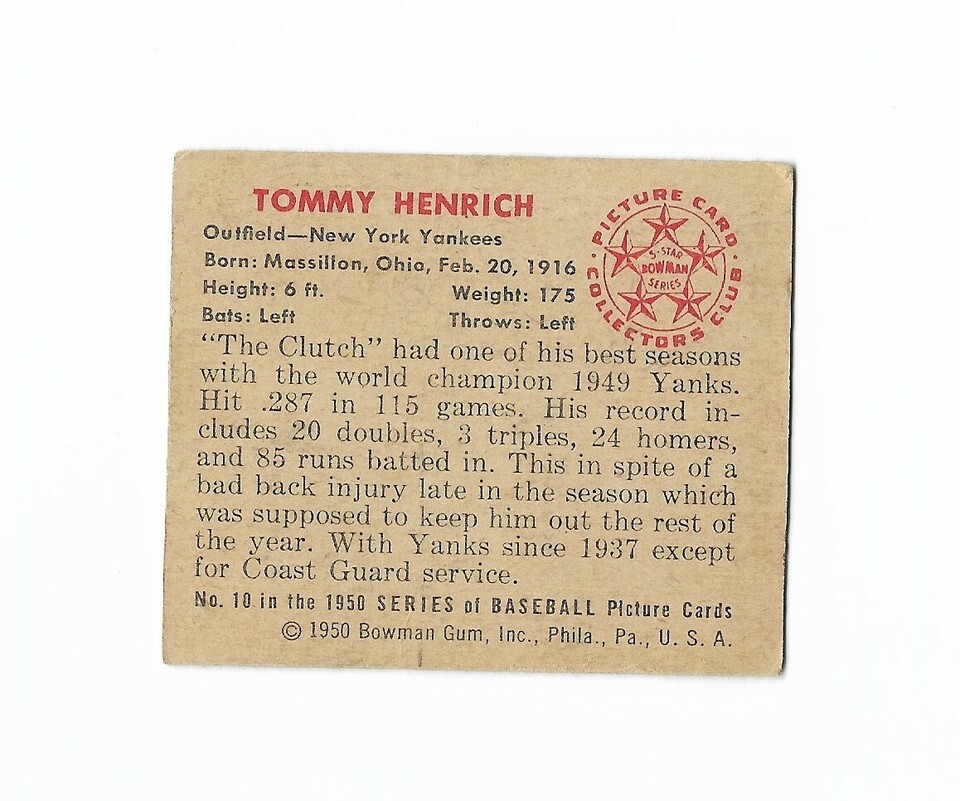 TOMMY HENRICH
Outfield—New York Yankees
Born: Massillon, Ohio, Feb. 20, 1916
Height: 6 ft. Weight: 175
Bats: Left Throws: Left
PICTURE CARD
COLLECTORS CLUB
5-STAR
BOWMAN
SERIES
"The Clutch" had one of his best seasons
with the world champion 1949 Yanks.
Hit .287 in 115 games. His record in-
cludes 20 doubles, 3 triples, 24 homers,
and 85 runs batted in. This in spite of a
bad back injury late in the season which
was supposed to keep him out the rest of
the year. With Yanks since 1937 except
for Coast Guard service.
No. 10 in the 1950 SERIES of BASEBALL Picture Cards
© 1950 Bowman Gum, Inc., Phila., Pa., U. S. A.